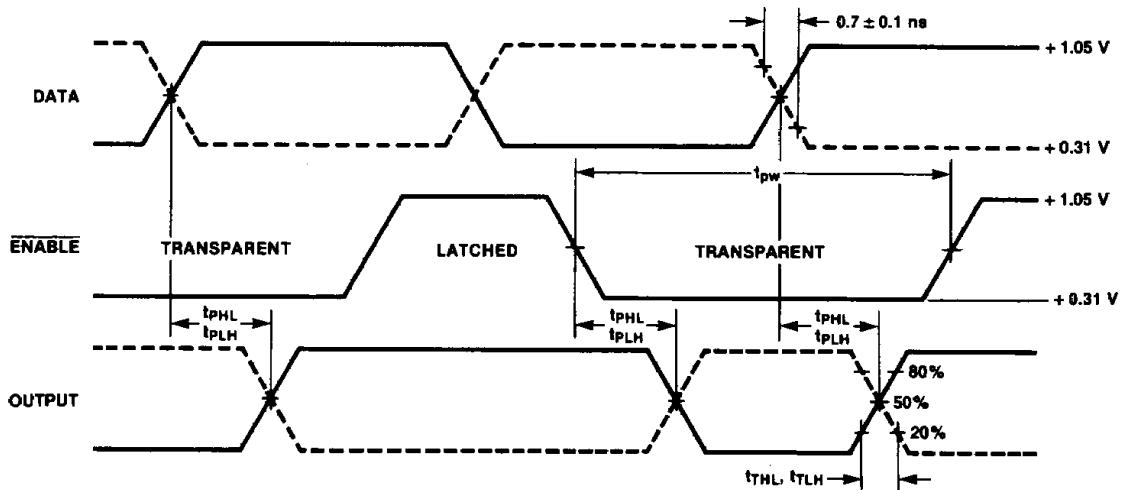 0.7 ± 0.1 ns
+ 1.05 V
DATA
+ 0.31 V
tpw
+ 1.05 V
ENABLE
TRANSPARENT
LATCHED
TRANSPARENT
+ 0.31 V
tPHL
tPLH
tPHL
tPLH
tPHL
tPLH
80%
OUTPUT
50%
20%
tTHL, tTLH